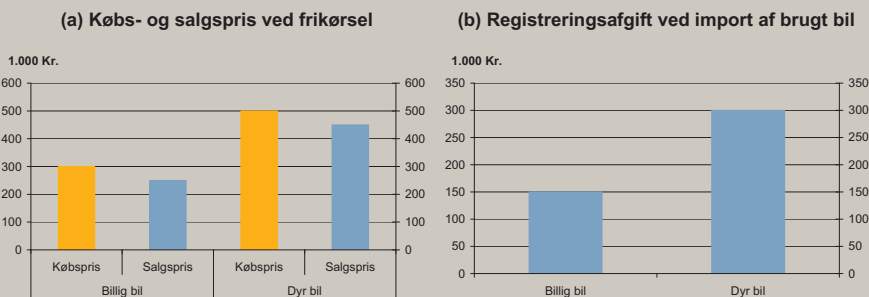 (a) Købs- og salgspris ved frikørsel
1.000 Kr.
600 600
500 500
400 400
300 300
200 200
100 100
0 0
Købspris Salgspris Købspris Salgspris
Billig bil Dyr bil
(b) Registreringsafgift ved import af brugt bil
1.000 Kr.
350 350
300 300
250 250
200 200
150 150
100 100
50 50
0 0
Billig bil Dyr bil